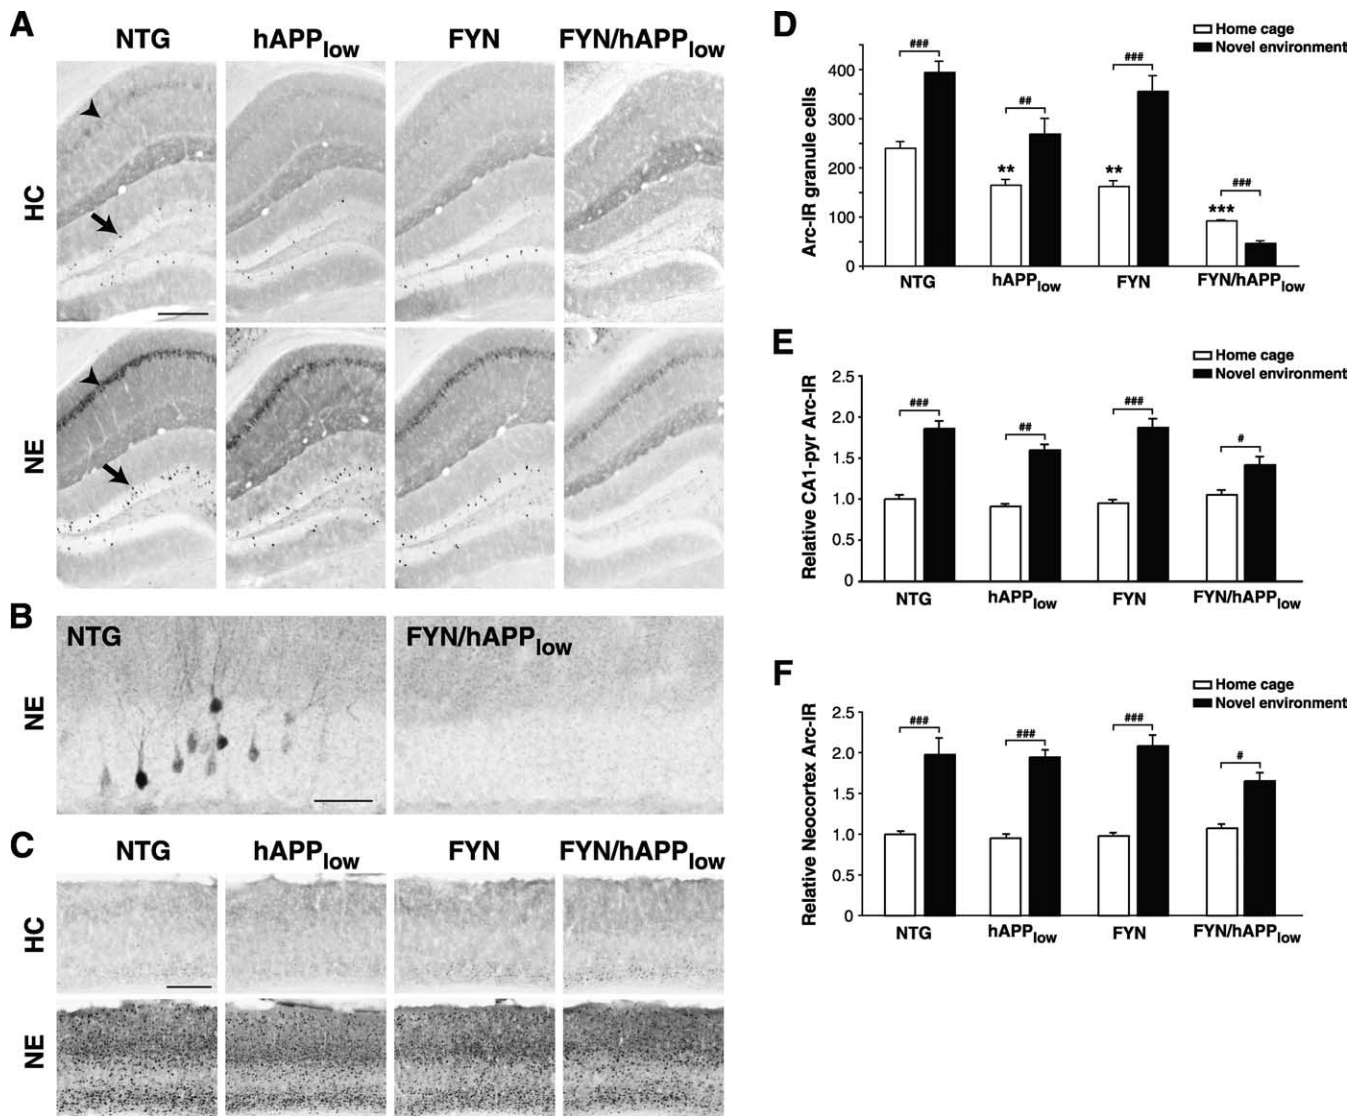 A
NTG hAPPlow FYN FYN/hAPPlow
HC
NE
B
NTG FYN/hAPPlow
NE
C
NTG hAPPlow FYN FYN/hAPPlow
HC
NE
D
Home cage
Novel environment
Arc-IR granule cells
400
300
200
100
0
###
##
###
###
**
**
***
NTG hAPPlow FYN FYN/hAPPlow
E
Home cage
Novel environment
Relative CA1-pyr Arc-IR
2.5
2.0
1.5
1.0
0.5
0
###
##
###
#
NTG hAPPlow FYN FYN/hAPPlow
F
Home cage
Novel environment
Relative Neocortex Arc-IR
2.5
2.0
1.5
1.0
0.5
0
###
###
###
#
NTG hAPPlow FYN FYN/hAPPlow